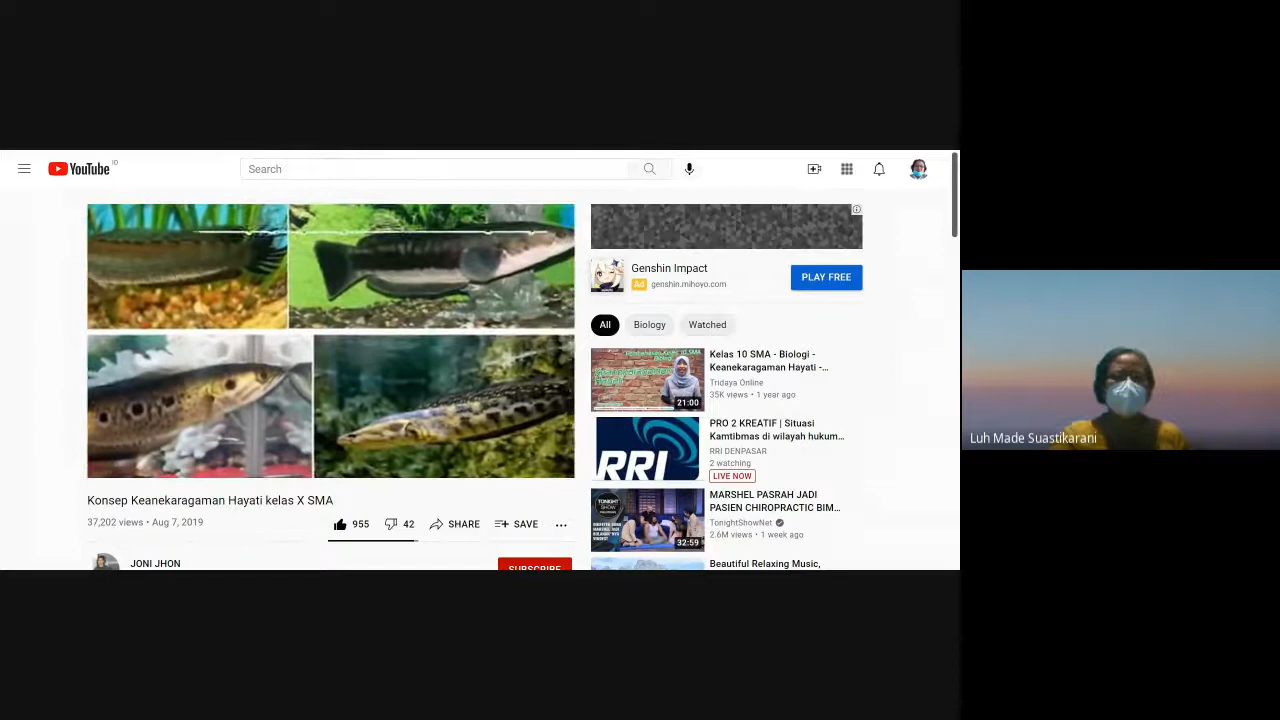 YouTube ID
Search
Genshin Impact
Ad genshin.mihoyo.com
PLAY FREE
All
Biology
Watched
Kelas 10 SMA - Biologi -
Keanekaragaman Hayati -...
Tridaya Online
35K views • 1 year ago
21:00
PRO 2 KREATIF | Situasi
Kamtibmas di wilayah hukum...
RRI DENPASAR
2 watching
LIVE NOW
RRI
MARSHEL PASRAH JADI
PASIEN CHIROPRACTIC BIM...
TonightShowNet
2.6M views • 1 week ago
32:59
Beautiful Relaxing Music,
Konsep Keanekaragaman Hayati kelas X SMA
37,202 views • Aug 7, 2019
955
42
SHARE
SAVE
JONI JHON
SUBSCRIBE
Luh Made Suastikarani